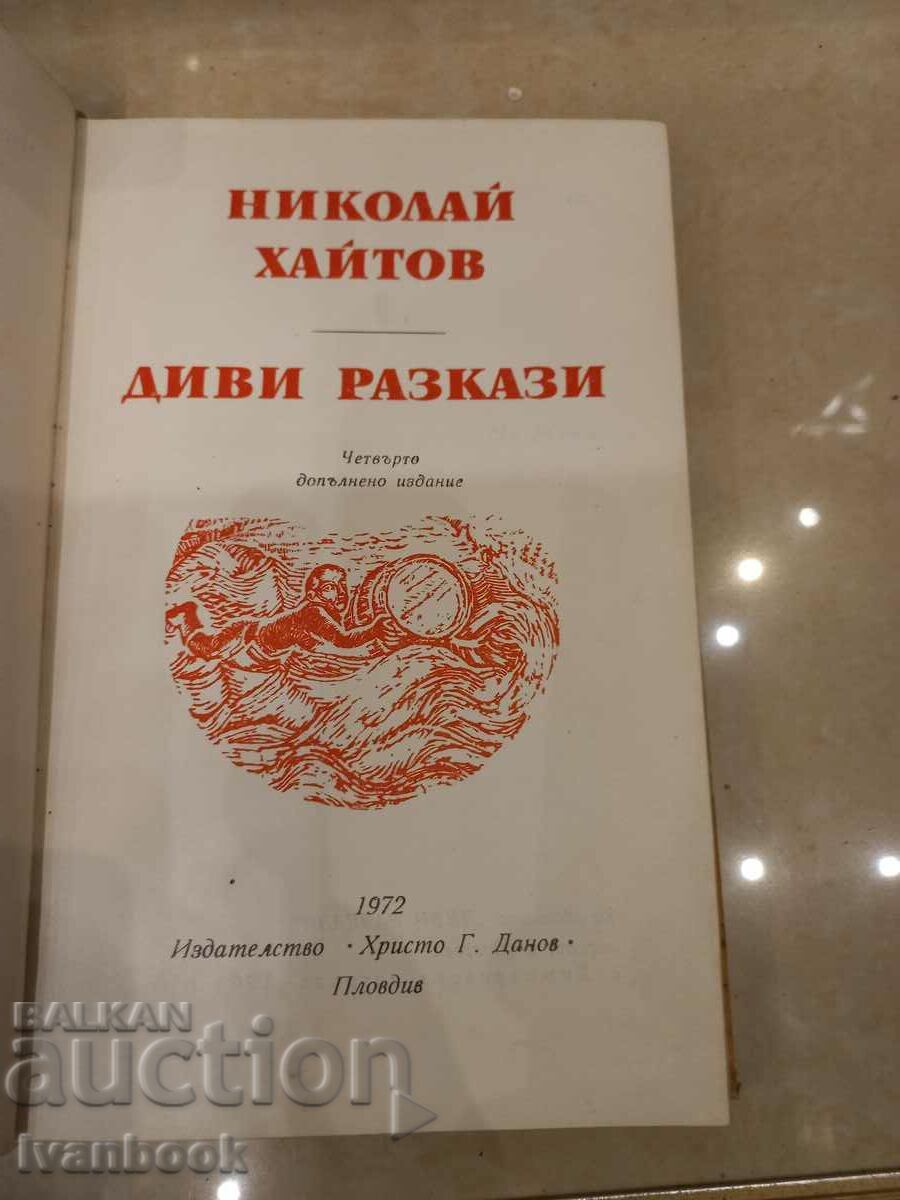 НИКОЛАЙ
ХАЙТОВ
ДИВИ РАЗКАЗИ
Четвърто
допълнено издание
1972
Издателство · Христо Г. Данов ·
Пловдив
BALKAN
auction
Ivanbook